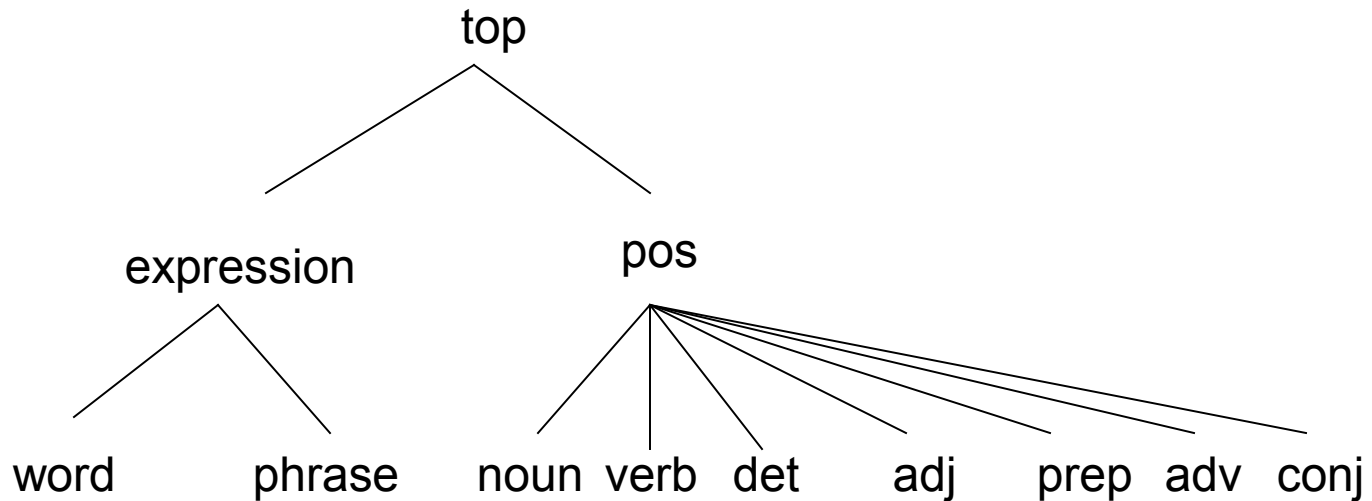 top
expression pos
word phrase noun verb det adj prep adv conj